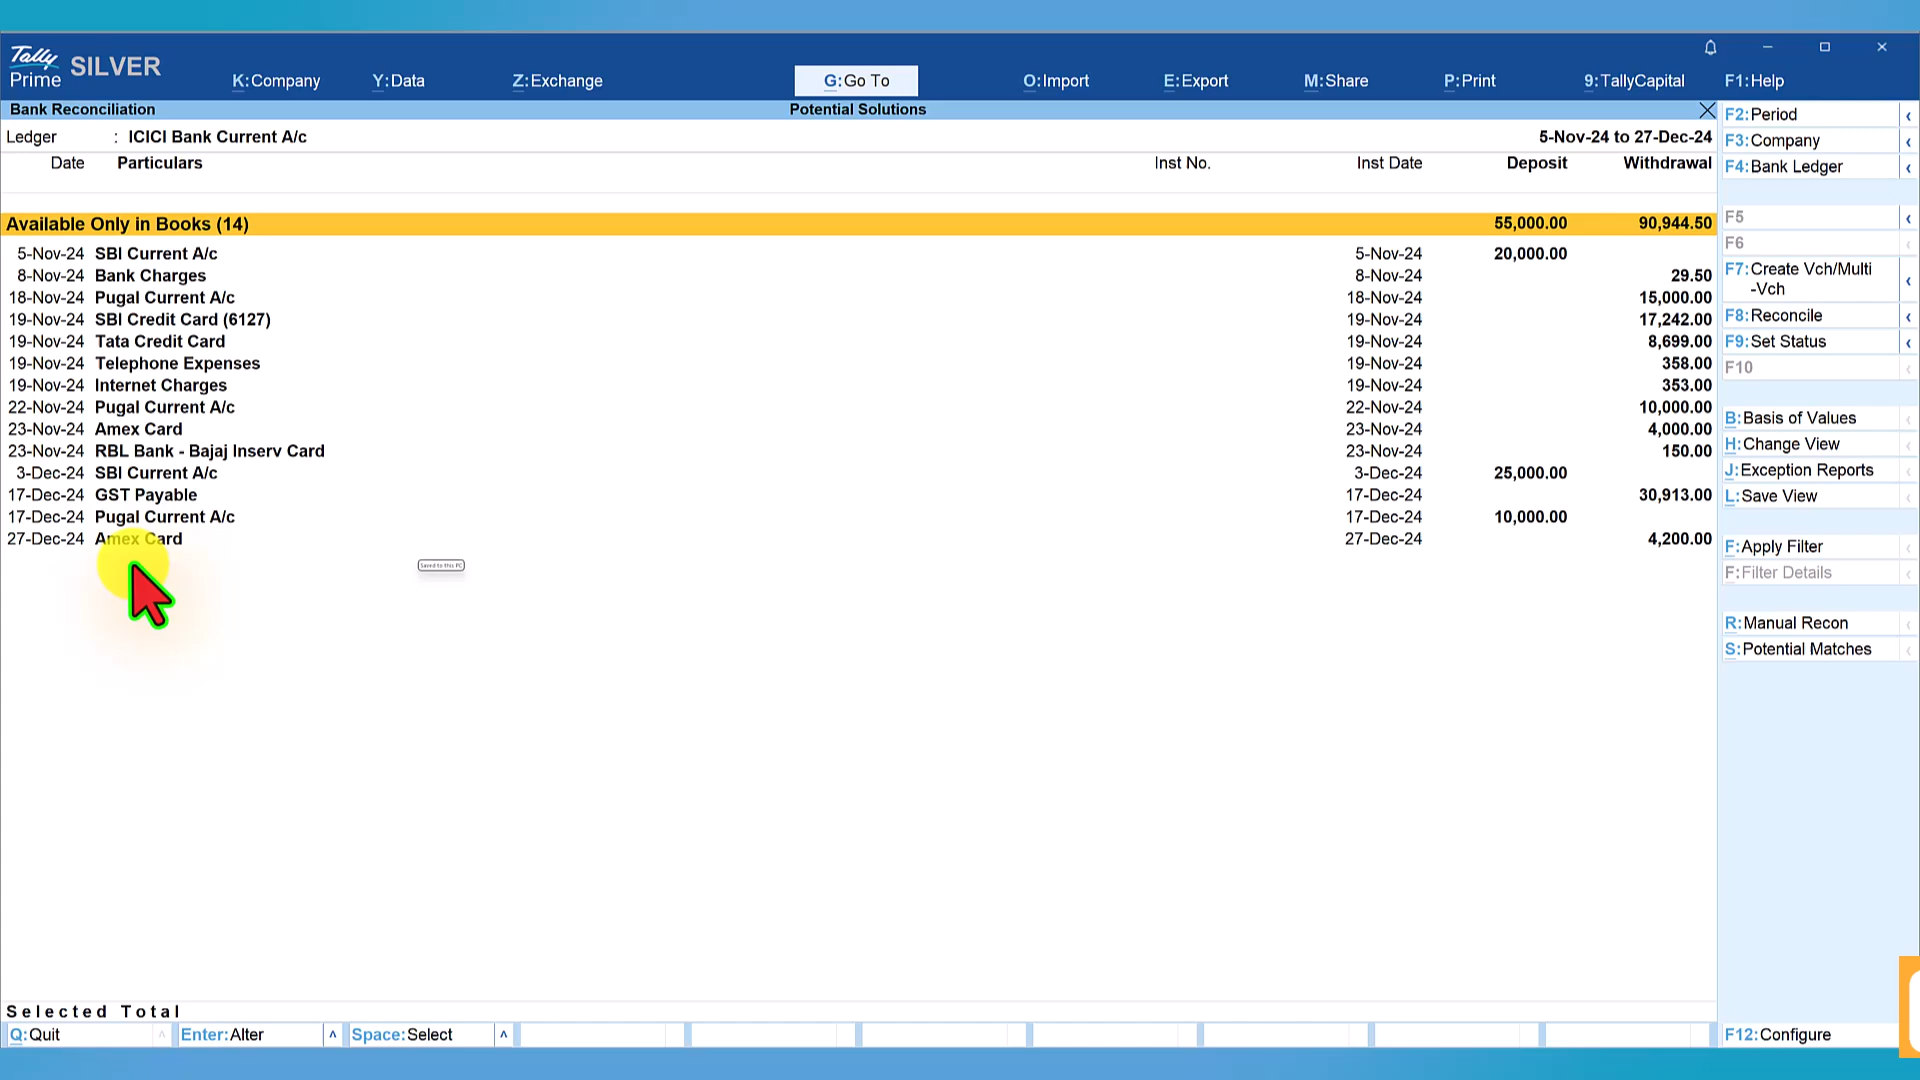 Tally
Prime SILVER
K:Company Y:Data Z:Exchange G:Go To O:Import E:Export M:Share P:Print 9:TallyCapital F1:Help
Bank Reconciliation Potential Solutions
Ledger : ICICI Bank Current A/c 5-Nov-24 to 27-Dec-24
Date Particulars Inst No. Inst Date Deposit Withdrawal
Available Only in Books (14) 55,000.00 90,944.50
5-Nov-24 SBI Current A/c 5-Nov-24 20,000.00
8-Nov-24 Bank Charges 8-Nov-24 29.50
18-Nov-24 Pugal Current A/c 18-Nov-24 15,000.00
19-Nov-24 SBI Credit Card (6127) 19-Nov-24 17,242.00
19-Nov-24 Tata Credit Card 19-Nov-24 8,699.00
19-Nov-24 Telephone Expenses 19-Nov-24 358.00
19-Nov-24 Internet Charges 19-Nov-24 353.00
22-Nov-24 Pugal Current A/c 22-Nov-24 10,000.00
23-Nov-24 Amex Card 23-Nov-24 4,000.00
23-Nov-24 RBL Bank - Bajaj Inserv Card 23-Nov-24 150.00
3-Dec-24 SBI Current A/c 3-Dec-24 25,000.00
17-Dec-24 GST Payable 17-Dec-24 30,913.00
17-Dec-24 Pugal Current A/c 17-Dec-24 10,000.00
27-Dec-24 Amex Card 27-Dec-24 4,200.00
Saved to this PC
Selected Total
Q:Quit Enter:Alter Space:Select
F2:Period
F3:Company
F4:Bank Ledger
F5
F6
F7:Create Vch/Multi
-Vch
F8:Reconcile
F9:Set Status
F10
B:Basis of Values
H:Change View
J:Exception Reports
L:Save View
F:Apply Filter
F:Filter Details
R:Manual Recon
S:Potential Matches
F12:Configure